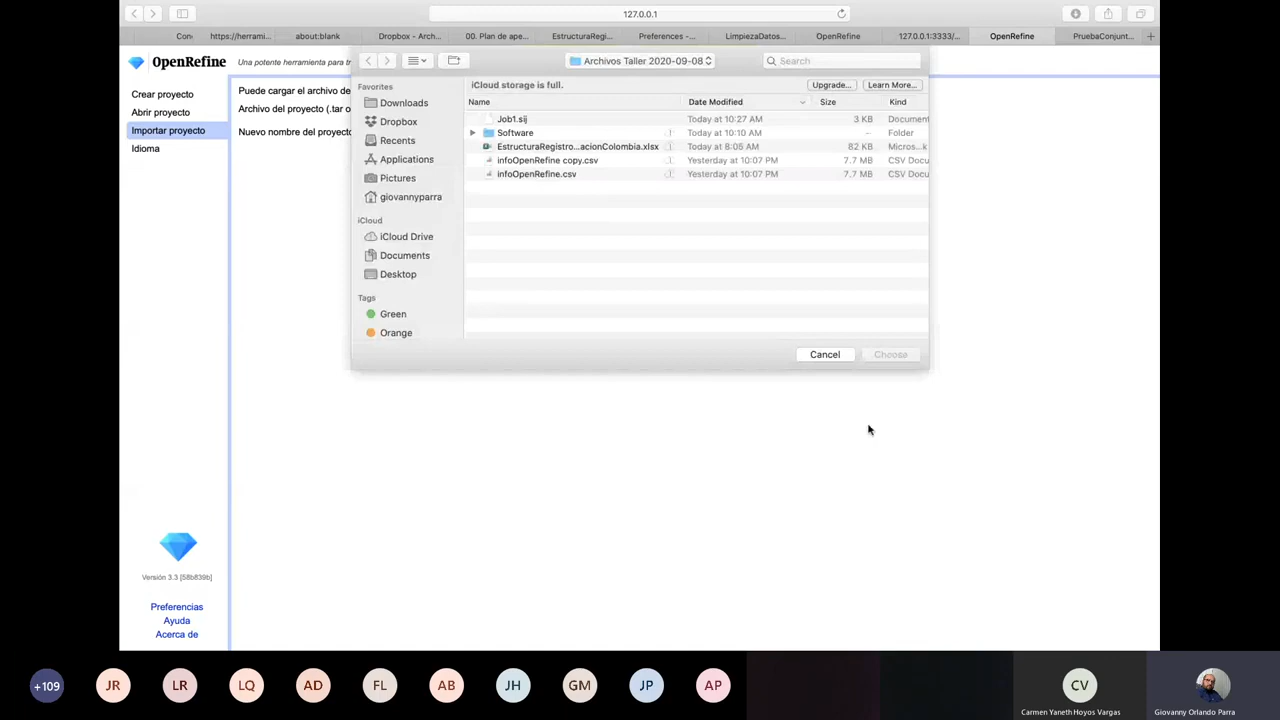 127.0.0.1
Con
https://herrami...
about:blank
Dropbox - Arch...
00. Plan de ape...
EstructuraRegi...
Preferences -...
LimpiezaDatos...
OpenRefine
127.0.0.1:3333/...
OpenRefine
PruebaConjunt...
OpenRefine
Una potente herramienta para tr
Archivos Taller 2020-09-08
Search
Crear proyecto
Abrir proyecto
Importar proyecto
Idioma
Puede cargar el archivo de
Archivo del proyecto (.tar o
Nuevo nombre del proyecto
Favorites
Downloads
Dropbox
Recents
Applications
Pictures
giovannyparra
iCloud
iCloud Drive
Documents
Desktop
Tags
Green
Orange
iCloud storage is full.
Upgrade...
Learn More...
Name Date Modified Size Kind
Job1.sij Today at 10:27 AM 3 KB Documen
Software Today at 10:10 AM -- Folder
EstructuraRegistro...acionColombia.xlsx Today at 8:05 AM 82 KB Micros...k
infoOpenRefine copy.csv Yesterday at 10:07 PM 7.7 MB CSV Docu
infoOpenRefine.csv Yesterday at 10:07 PM 7.7 MB CSV Docu
Cancel
Choose
Versión 3.3 [58b839b]
Preferencias
Ayuda
Acerca de
+109
JR
LR
LQ
AD
FL
AB
JH
GM
JP
AP
CV
Carmen Yaneth Hoyos Vargas
Giovanny Orlando Parra